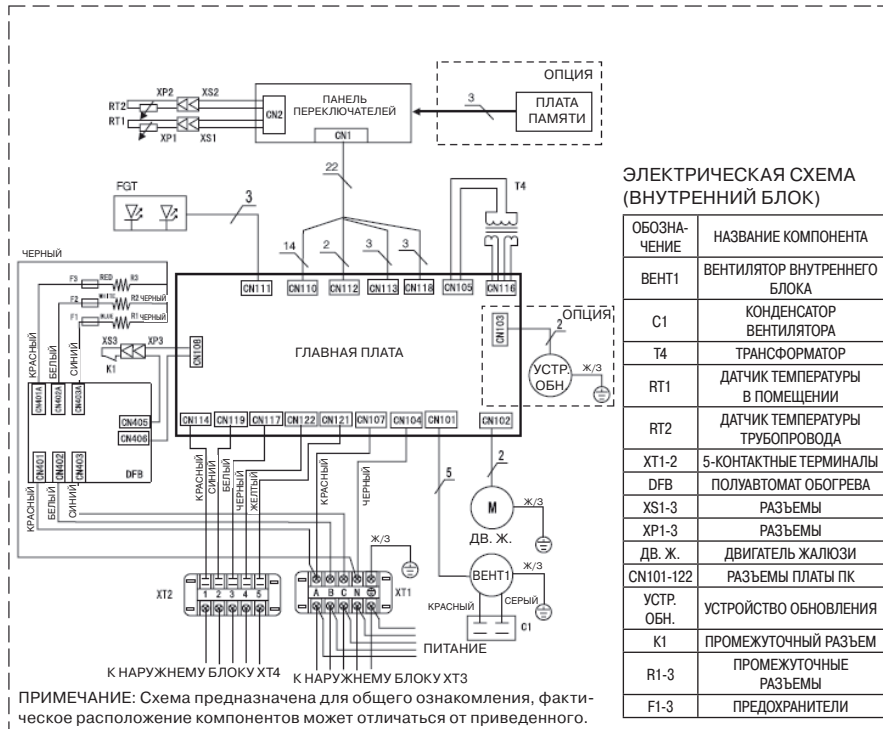 ОПЦИЯ
XP2 XS2
ПАНЕЛЬ
ПЕРЕКЛЮЧАТЕЛЕЙ
CN2
RT2
RT1
XP1 XS1
CN1
3
ПЛАТА
ПАМЯТИ
22
FGT
3
T4
14
2
3
3
ЧЕРНЫЙ
CN111
CN110
CN112
CN113
CN118
CN105
CN116
F3 RED R3
F2 WHITE R2 ЧЕРНЫЙ
F1 R1 ЧЕРНЫЙ
КРАСНЫЙ
БЕЛЫЙ
СИНИЙ
XS3 XP3
K1
CN108
ГЛАВНАЯ ПЛАТА
CN103
2
ОПЦИЯ
УСТР.
ОБН.
Ж/З
CN401A
CN402A
CN403A
CN405
CN406
CN401
CN402
CN403
DFB
CN114
CN119
CN117
CN122
CN121
CN107
CN104
CN101
CN102
КРАСНЫЙ
БЕЛЫЙ
СИНИЙ
КРАСНЫЙ
СИНИЙ
БЕЛЫЙ
ЧЕРНЫЙ
ЖЕЛТЫЙ
КРАСНЫЙ
ЧЕРНЫЙ
5
2
M
ДВ. Ж.
Ж/З
Ж/З
XT2
1 2 3 4 5
A B C N
XT1
ВЕНТ1
Ж/З
КРАСНЫЙ
СЕРЫЙ
C1
ПИТАНИЕ
К НАРУЖНЕМУ БЛОКУ XT4
К НАРУЖНЕМУ БЛОКУ XT3
ПРИМЕЧАНИЕ: Схема предназначена для общего ознакомления, факти-
ческое расположение компонентов может отличаться от приведенного.
ЭЛЕКТРИЧЕСКАЯ СХЕМА
(ВНУТРЕННИЙ БЛОК)
ОБОЗНА-
ЧЕНИЕ
НАЗВАНИЕ КОМПОНЕНТА
ВЕНТ1
ВЕНТИЛЯТОР ВНУТРЕННЕГО
БЛОКА
C1
КОНДЕНСАТОР
ВЕНТИЛЯТОРА
T4
ТРАНСФОРМАТОР
RT1
ДАТЧИК ТЕМПЕРАТУРЫ
В ПОМЕЩЕНИИ
RT2
ДАТЧИК ТЕМПЕРАТУРЫ
ТРУБОПРОВОДА
XT1-2
5-КОНТАКТНЫЕ ТЕРМИНАЛЫ
DFB
ПОЛУАВТОМАТ ОБОГРЕВА
XS1-3
РАЗЪЕМЫ
XP1-3
РАЗЪЕМЫ
ДВ. Ж.
ДВИГАТЕЛЬ ЖАЛЮЗИ
CN101-122
РАЗЪЕМЫ ПЛАТЫ ПК
УСТР.
ОБН.
УСТРОЙСТВО ОБНОВЛЕНИЯ
K1
ПРОМЕЖУТОЧНЫЙ РАЗЪЕМ
R1-3
ПРОМЕЖУТОЧНЫЕ
РАЗЪЕМЫ
F1-3
ПРЕДОХРАНИТЕЛИ